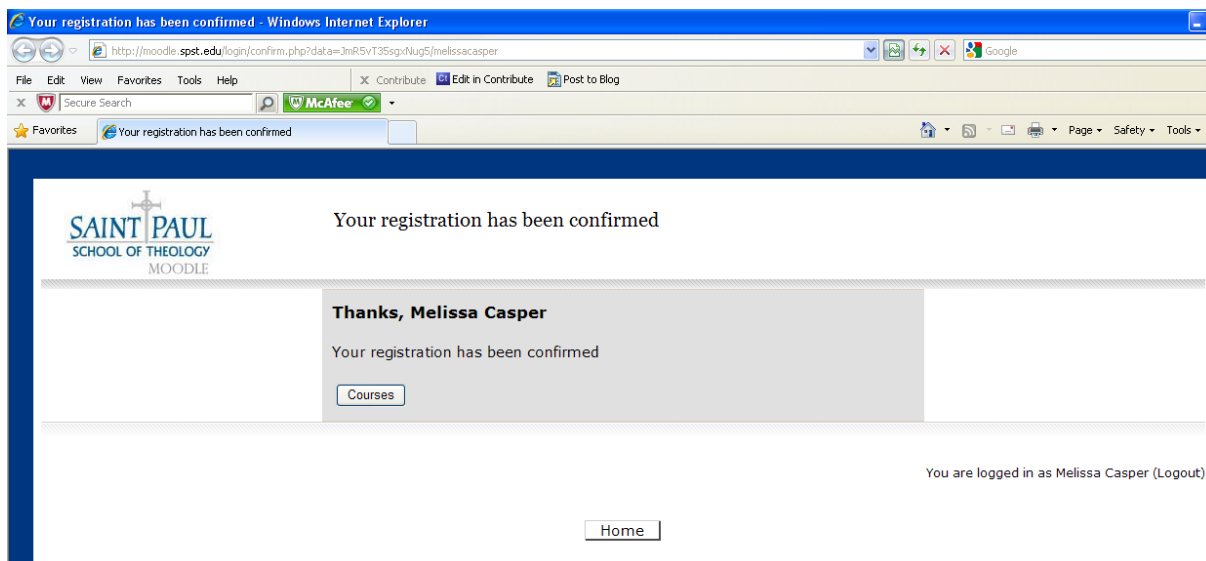 Your registration has been confirmed - Windows Internet Explorer
http://moodle.spst.edu/login/confirm.php?data=JmR5vT35sgxNug5/melissacasper
Google
File Edit View Favorites Tools Help x Contribute Edit in Contribute Post to Blog
x Secure Search McAfee
Favorites Your registration has been confirmed Page Safety Tools
SAINT PAUL
SCHOOL OF THEOLOGY
MOODLE
Your registration has been confirmed
Thanks, Melissa Casper
Your registration has been confirmed
Courses
You are logged in as Melissa Casper (Logout)
Home